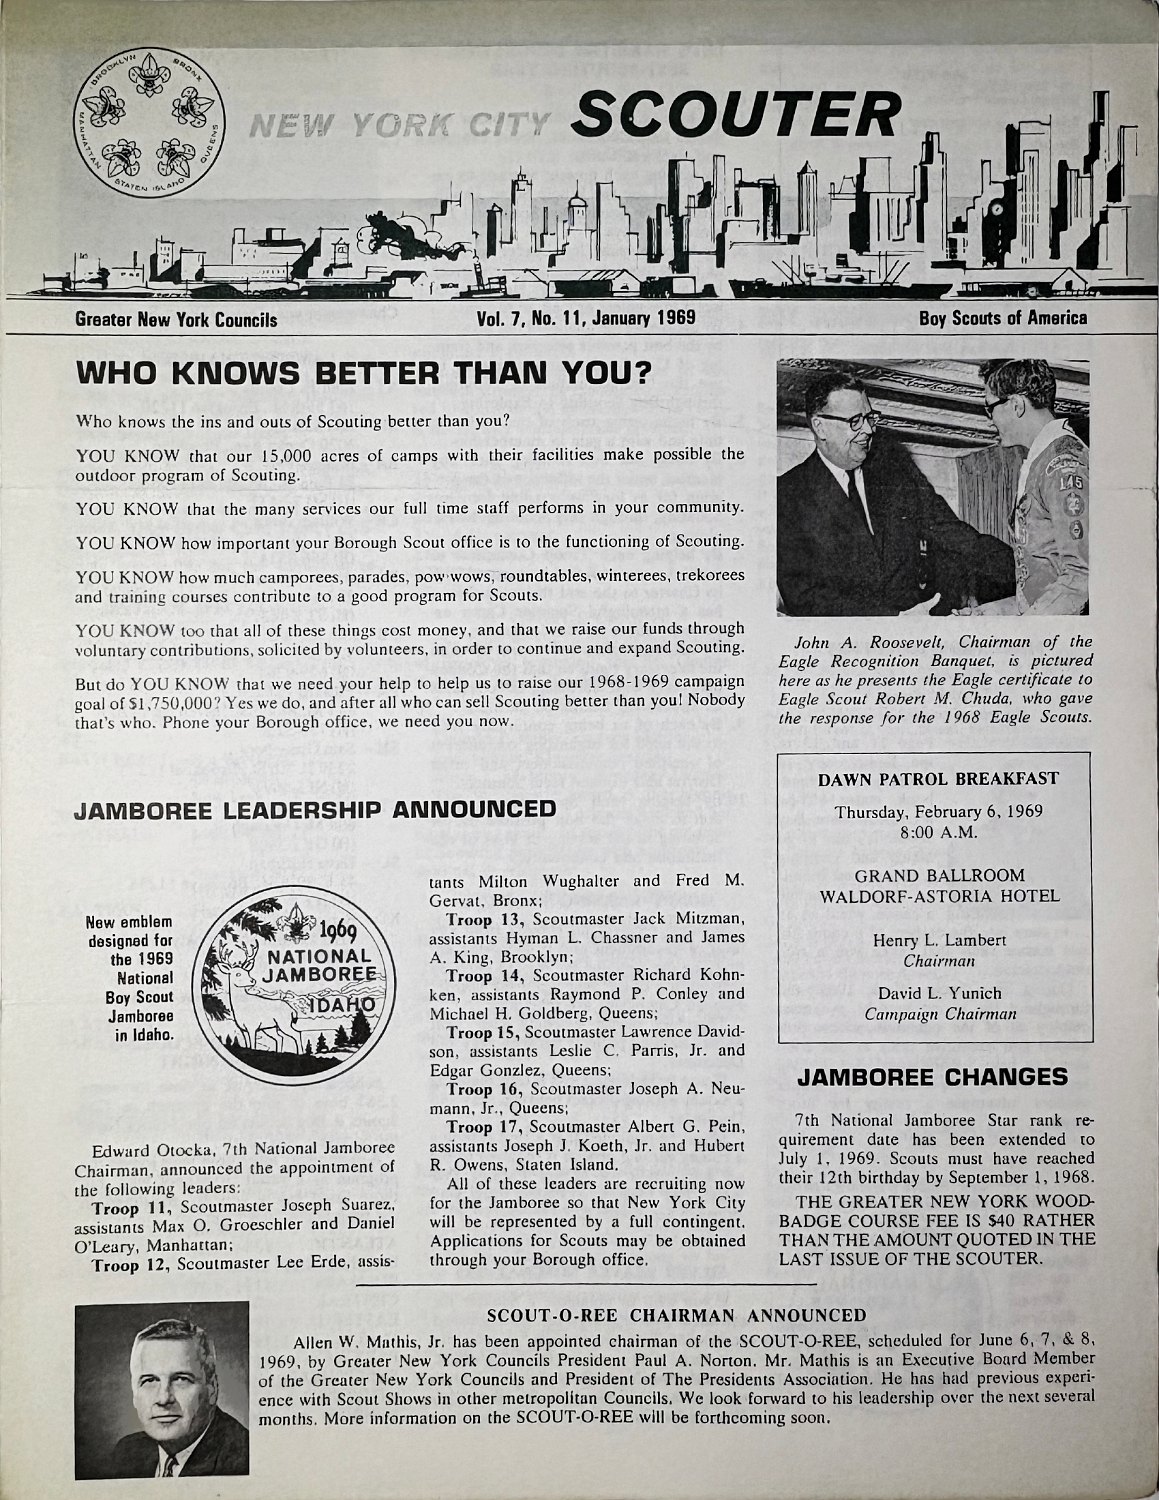 BROOKLYN
BRONX
MANHATTAN
QUEENS
STATEN ISLAND
NEW YORK CITY SCOUTER
Greater New York Councils
Vol. 7, No. 11, January 1969
Boy Scouts of America
WHO KNOWS BETTER THAN YOU?
Who knows the ins and outs of Scouting better than you?
YOU KNOW that our 15,000 acres of camps with their facilities make possible the
outdoor program of Scouting.
YOU KNOW that the many services our full time staff performs in your community.
YOU KNOW how important your Borough Scout office is to the functioning of Scouting.
YOU KNOW how much camporees, parades, pow wows, roundtables, winterees, trekorees
and training courses contribute to a good program for Scouts.
YOU KNOW too that all of these things cost money, and that we raise our funds through
voluntary contributions, solicited by volunteers, in order to continue and expand Scouting.
But do YOU KNOW that we need your help to help us to raise our 1968-1969 campaign
goal of $1,750,000? Yes we do, and after all who can sell Scouting better than you! Nobody
that's who. Phone your Borough office, we need you now.
145
John A. Roosevelt, Chairman of the
Eagle Recognition Banquet, is pictured
here as he presents the Eagle certificate to
Eagle Scout Robert M. Chuda, who gave
the response for the 1968 Eagle Scouts.
JAMBOREE LEADERSHIP ANNOUNCED
New emblem
designed for
the 1969
National
Boy Scout
Jamboree
in Idaho.
1969
NATIONAL
JAMBOREE
IDAHO
Edward Otocka, 7th National Jamboree
Chairman, announced the appointment of
the following leaders:
Troop 11, Scoutmaster Joseph Suarez,
assistants Max O. Groeschler and Daniel
O'Leary, Manhattan;
Troop 12, Scoutmaster Lee Erde, assis-
tants Milton Wughalter and Fred M.
Gervat, Bronx;
Troop 13, Scoutmaster Jack Mitzman,
assistants Hyman L. Chassner and James
A. King, Brooklyn;
Troop 14, Scoutmaster Richard Kohn-
ken, assistants Raymond P. Conley and
Michael H. Goldberg, Queens;
Troop 15, Scoutmaster Lawrence David-
son, assistants Leslie C. Parris, Jr. and
Edgar Gonzlez, Queens;
Troop 16, Scoutmaster Joseph A. Neu-
mann, Jr., Queens;
Troop 17, Scoutmaster Albert G. Pein,
assistants Joseph J. Koeth, Jr. and Hubert
R. Owens, Staten Island.
All of these leaders are recruiting now
for the Jamboree so that New York City
will be represented by a full contingent.
Applications for Scouts may be obtained
through your Borough office.
DAWN PATROL BREAKFAST
Thursday, February 6, 1969
8:00 A.M.
GRAND BALLROOM
WALDORF-ASTORIA HOTEL
Henry L. Lambert
Chairman
David L. Yunich
Campaign Chairman
JAMBOREE CHANGES
7th National Jamboree Star rank re-
quirement date has been extended to
July 1, 1969. Scouts must have reached
their 12th birthday by September 1, 1968.
THE GREATER NEW YORK WOOD-
BADGE COURSE FEE IS $40 RATHER
THAN THE AMOUNT QUOTED IN THE
LAST ISSUE OF THE SCOUTER.
SCOUT-O-REE CHAIRMAN ANNOUNCED
Allen W. Mathis, Jr. has been appointed chairman of the SCOUT-O-REE, scheduled for June 6, 7, & 8,
1969, by Greater New York Councils President Paul A. Norton. Mr. Mathis is an Executive Board Member
of the Greater New York Councils and President of The Presidents Association. He has had previous experi-
ence with Scout Shows in other metropolitan Councils. We look forward to his leadership over the next several
months. More information on the SCOUT-O-REE will be forthcoming soon.